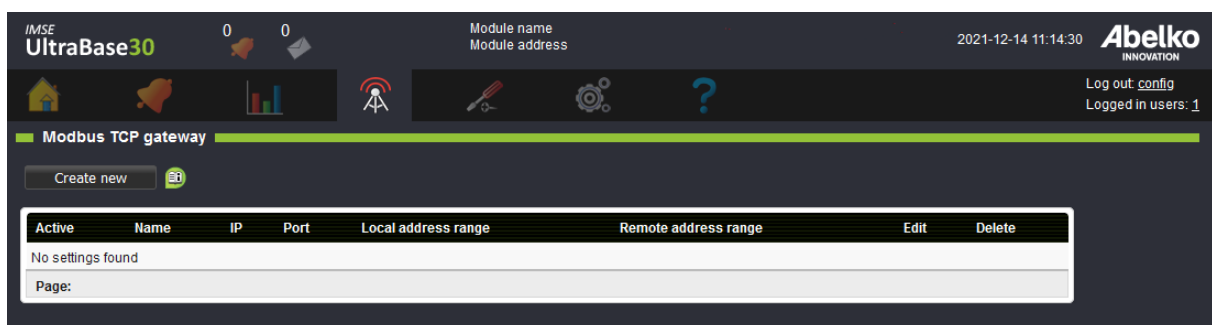 IMSE
UltraBase30
0
0
Module name
Module address
2021-12-14 11:14:30
Abelko
INNOVATION
Log out: config
Logged in users: 1
Modbus TCP gateway
Create new
Active Name IP Port Local address range Remote address range Edit Delete
No settings found
Page: